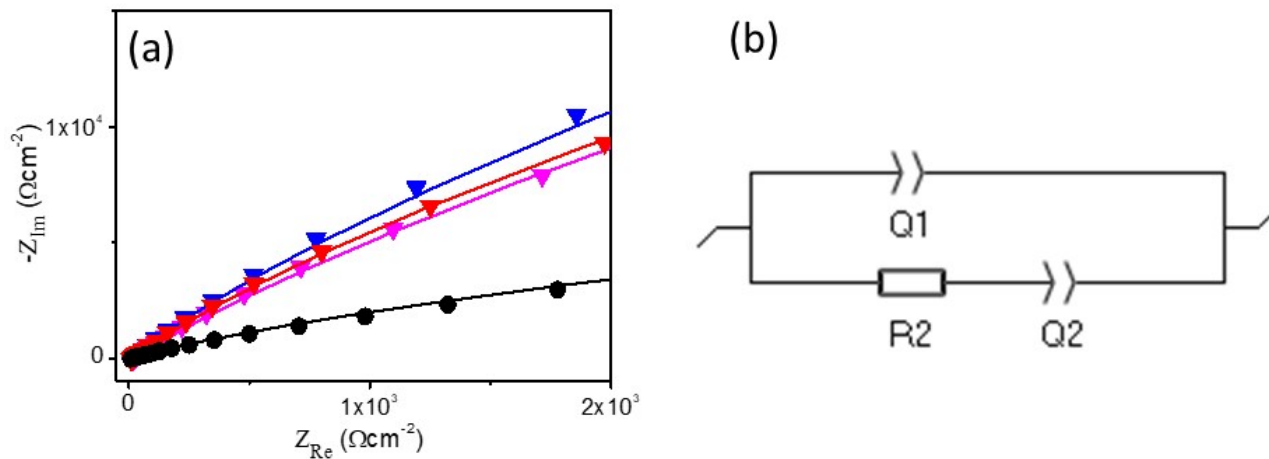 (a)
-Z_Im (Ωcm⁻²)
1x10⁴
0
0
1x10³
2x10³
Z_Re (Ωcm⁻²)
(b)
Q1
R2
Q2